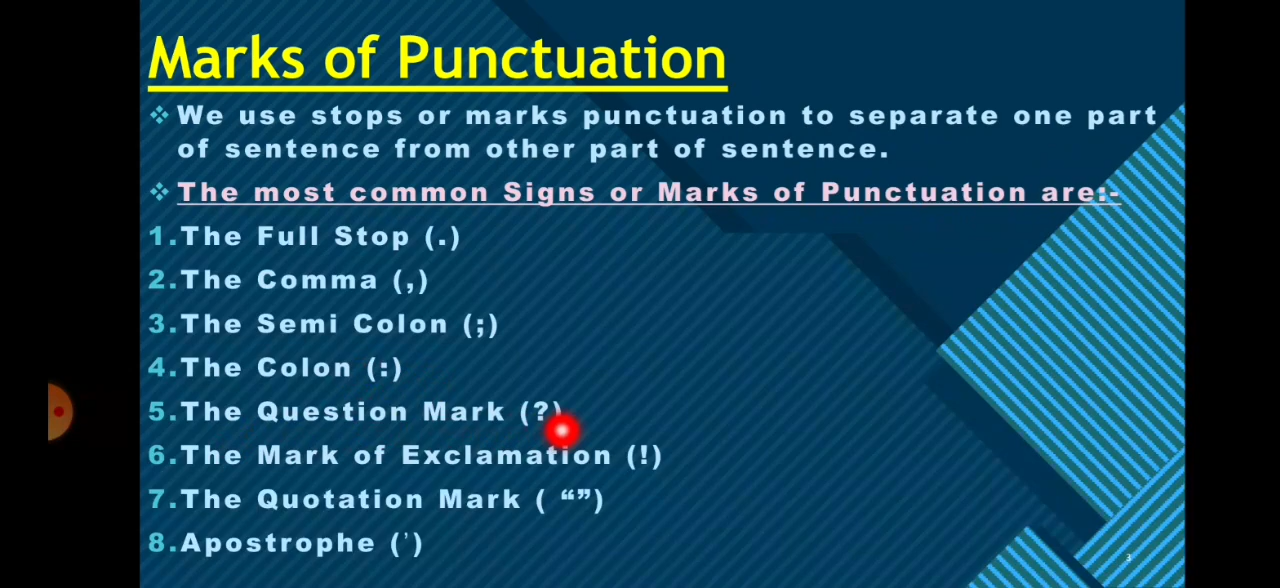 Marks of Punctuation
❖ We use stops or marks punctuation to separate one part
of sentence from other part of sentence.
❖ The most common Signs or Marks of Punctuation are:-
1.The Full Stop (.)
2.The Comma (,)
3.The Semi Colon (;)
4.The Colon (:)
5.The Question Mark (?)
6.The Mark of Exclamation (!)
7.The Quotation Mark ( “”)
8.Apostrophe (’)
3